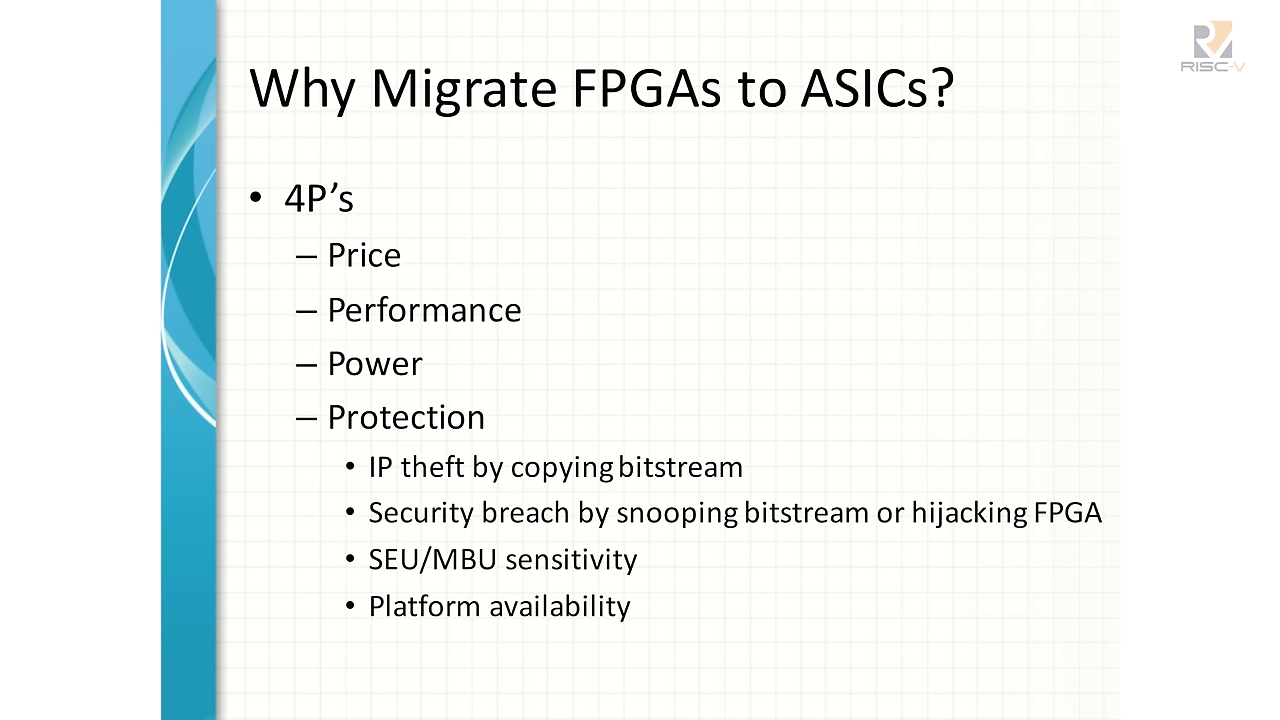 RISC-V
Why Migrate FPGAs to ASICs?
• 4P’s
– Price
– Performance
– Power
– Protection
• IP theft by copying bitstream
• Security breach by snooping bitstream or hijacking FPGA
• SEU/MBU sensitivity
• Platform availability